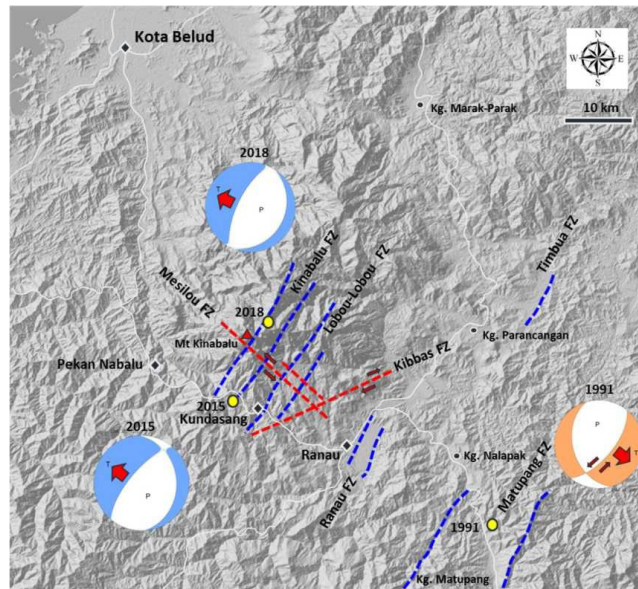 Kota Belud
N
W E
S
10 km
Kg. Marak-Parak
2018
T
P
Timbua FZ
Kinabalu FZ
Mesilou FZ
Lobou-Lobou FZ
2018
Mt Kinabalu
Kg. Parancangan
Kibbas FZ
Pekan Nabalu
1991
2015
Kundasang
P
T
2015
T
P
Ranau
Kg. Nalapak
Matupang FZ
Ranau FZ
1991
Kg. Matupang